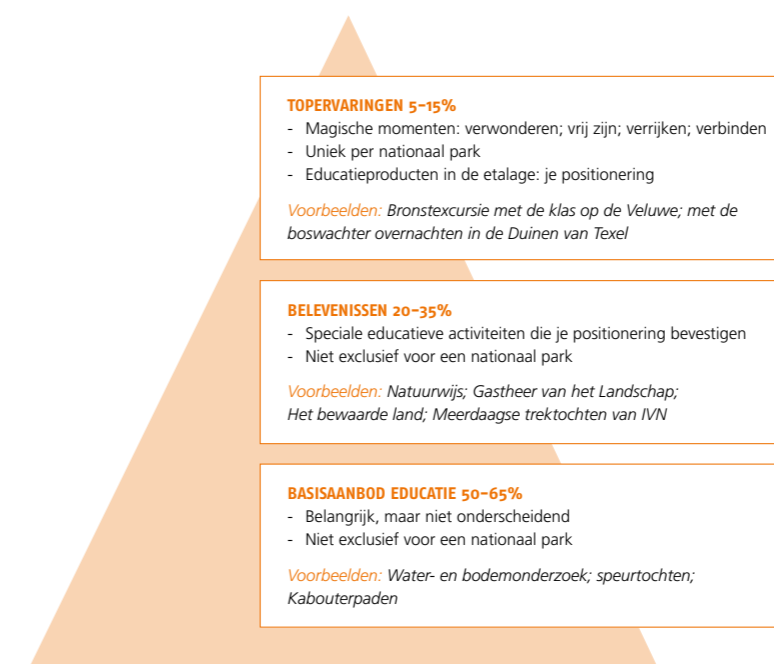 TOPERVARINGEN 5-15%
- Magische momenten: verwonderen; vrij zijn; verrijken; verbinden
- Uniek per nationaal park
- Educatieproducten in de etalage: je positionering
Voorbeelden: Bronstexcursie met de klas op de Veluwe; met de
boswachter overnachten in de Duinen van Texel
BELEVENISSEN 20-35%
- Speciale educatieve activiteiten die je positionering bevestigen
- Niet exclusief voor een nationaal park
Voorbeelden: Natuurwijs; Gastheer van het Landschap;
Het bewaarde land; Meerdaagse trektochten van IVN
BASISAANBOD EDUCATIE 50-65%
- Belangrijk, maar niet onderscheidend
- Niet exclusief voor een nationaal park
Voorbeelden: Water- en bodemonderzoek; speurtochten;
Kabouterpaden